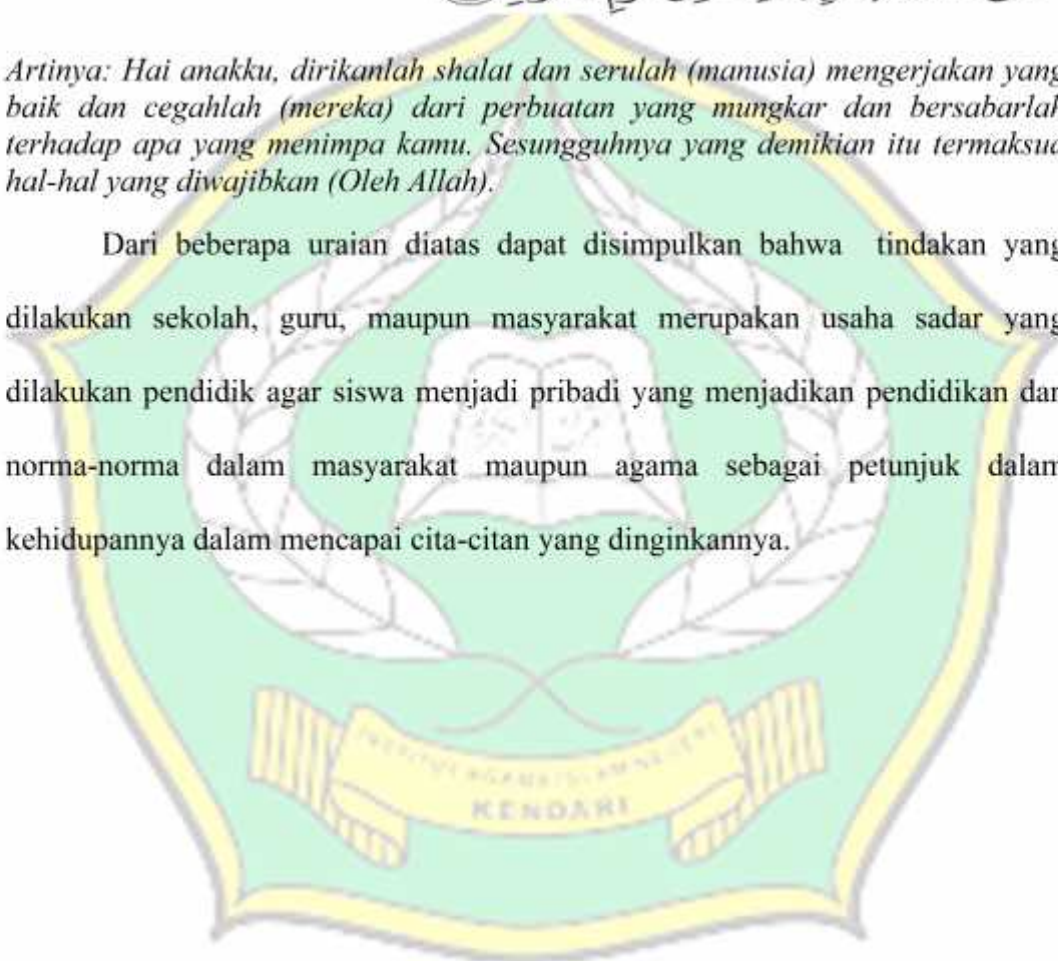 Artinya: Hai anakku, dirikanlah shalat dan serulah (manusia) mengerjakan yang
baik dan cegahlah (mereka) dari perbuatan yang mungkar dan bersabarlah
terhadap apa yang menimpa kamu. Sesungguhnya yang demikian itu termaksud
hal-hal yang diwajibkan (Oleh Allah).
Dari beberapa uraian diatas dapat disimpulkan bahwa tindakan yang
dilakukan sekolah, guru, maupun masyarakat merupakan usaha sadar yang
dilakukan pendidik agar siswa menjadi pribadi yang menjadikan pendidikan dan
norma-norma dalam masyarakat maupun agama sebagai petunjuk dalam
kehidupannya dalam mencapai cita-citan yang dinginkannya.
INSTITUT AGAMA ISLAM NEGERI
KENDARI